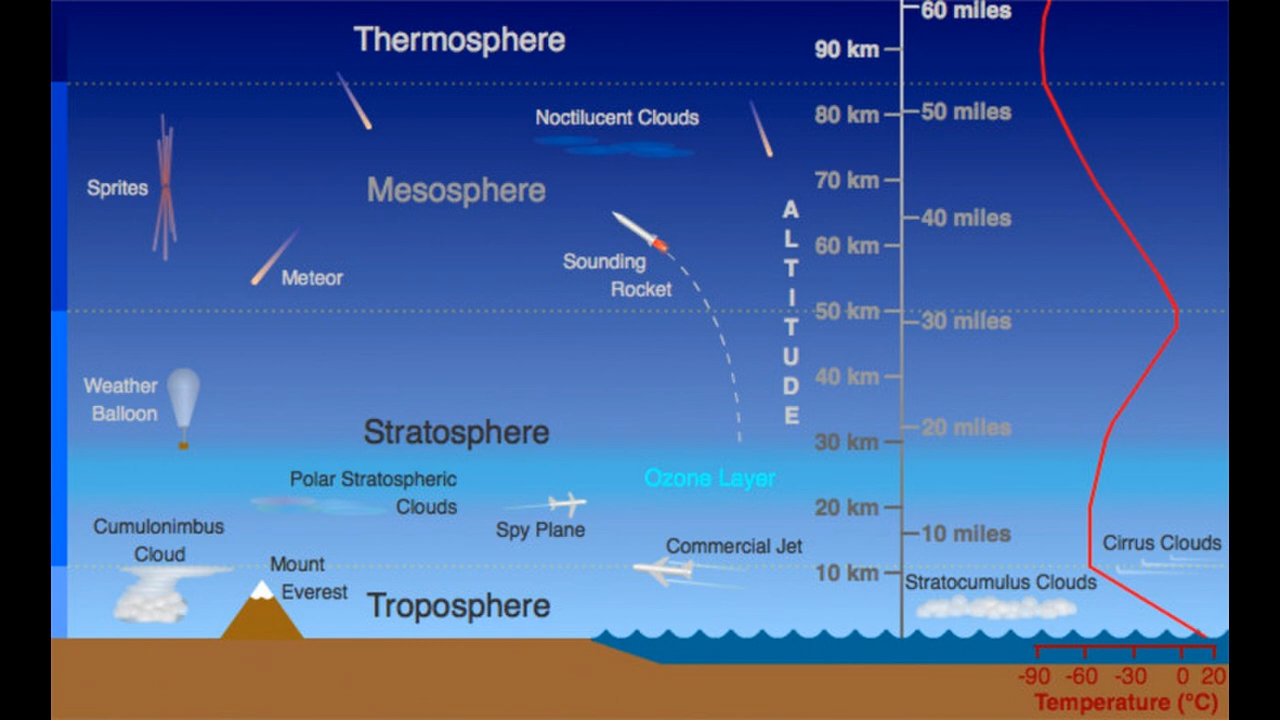 60 miles
Thermosphere
90 km
Noctilucent Clouds
80 km
50 miles
Sprites
Mesosphere
70 km
ALTITUDE
40 miles
60 km
Sounding
Rocket
Meteor
50 km
30 miles
Weather
Balloon
40 km
Stratosphere
20 miles
30 km
Polar Stratospheric
Clouds
Ozone Layer
20 km
Spy Plane
Cumulonimbus
Cloud
10 miles
Commercial Jet
Cirrus Clouds
Mount
Everest
10 km
Stratocumulus Clouds
Troposphere
-90 -60 -30 0 20
Temperature (°C)